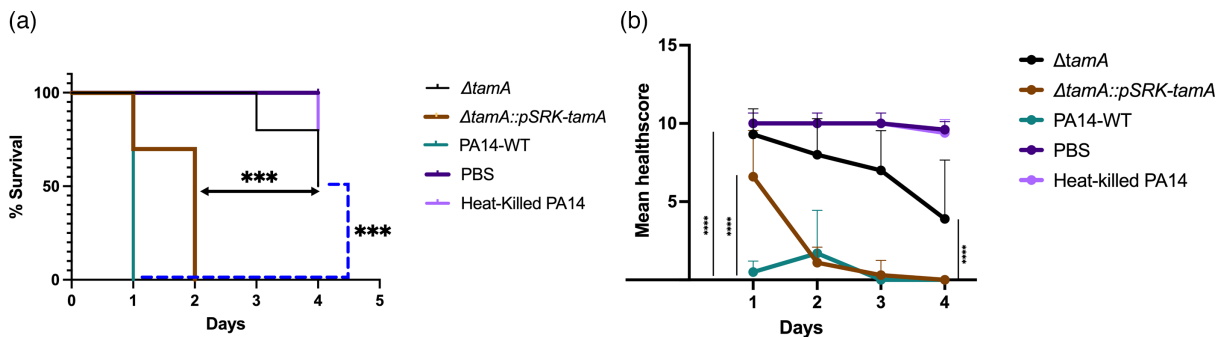 (a)
% Survival
100
50
0
0 1 2 3 4 5
Days
***
***
ΔtamA
ΔtamA::pSRK-tamA
PA14-WT
PBS
Heat-Killed PA14
(b)
Mean healthscore
15
10
5
1 2 3 4
Days
****
****
****
ΔtamA
ΔtamA::pSRK-tamA
PA14-WT
PBS
Heat-killed PA14